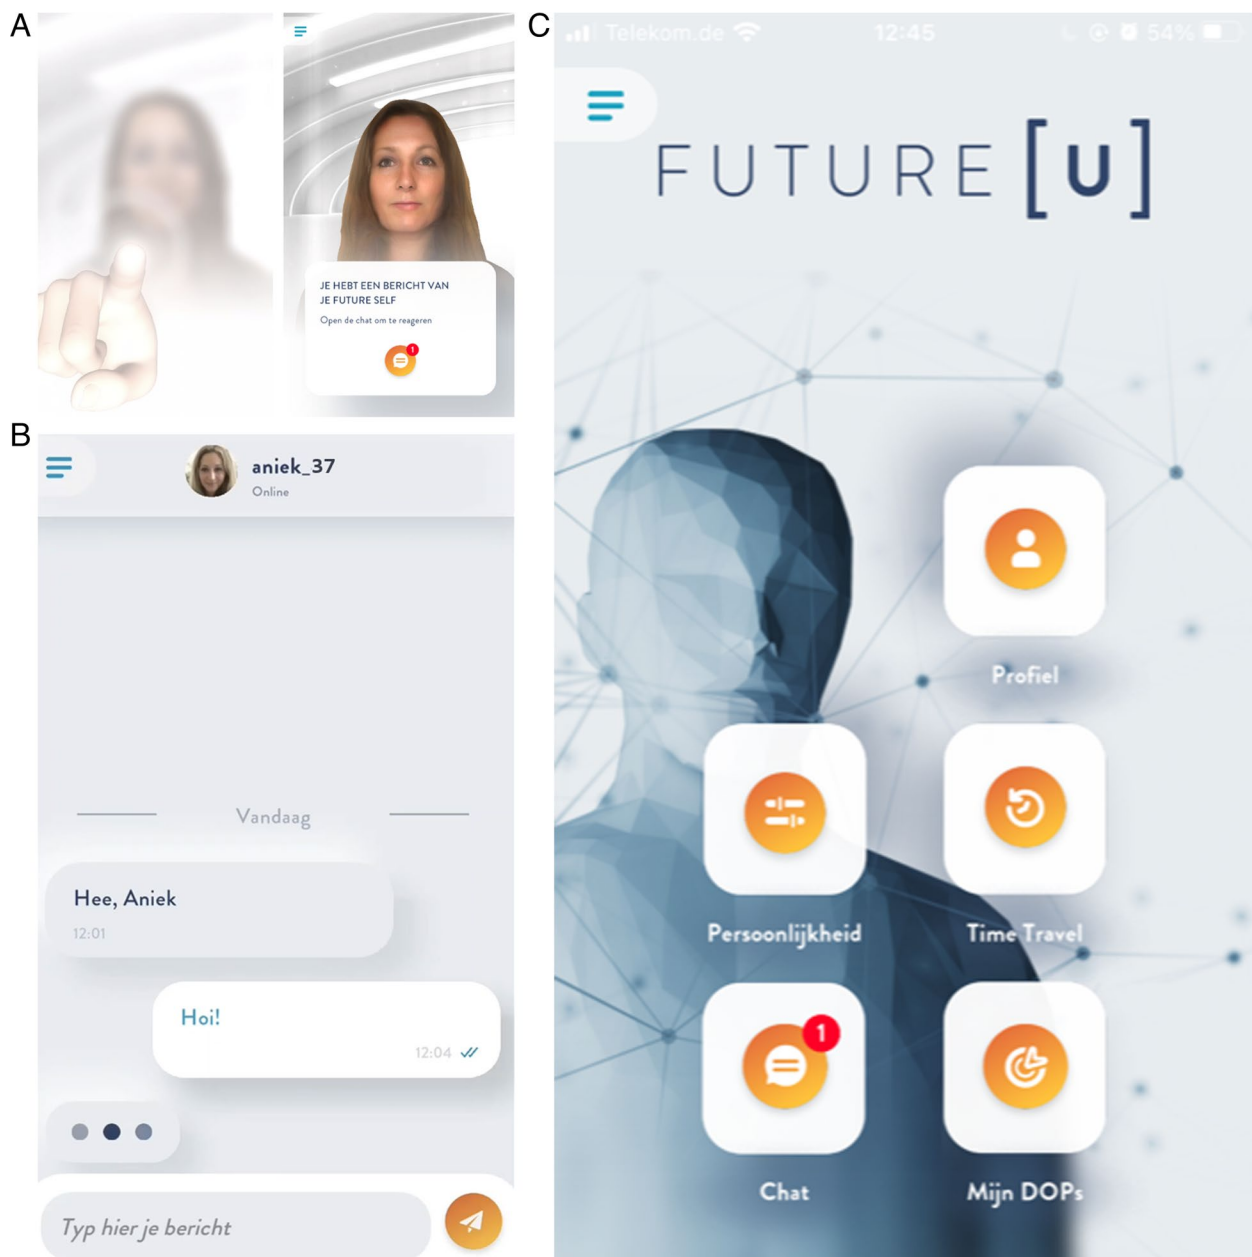 A
JE HEBT EEN BERICHT VAN
JE FUTURE SELF
Open de chat om te reageren
1
B
aniek_37
Online
Vandaag
Hee, Aniek
12:01
Hoi!
12:04
Typ hier je bericht
C
Telekom.de 12:45 54%
FUTURE [U]
Profiel
Persoonlijkheid Time Travel
1
Chat Mijn DOPs